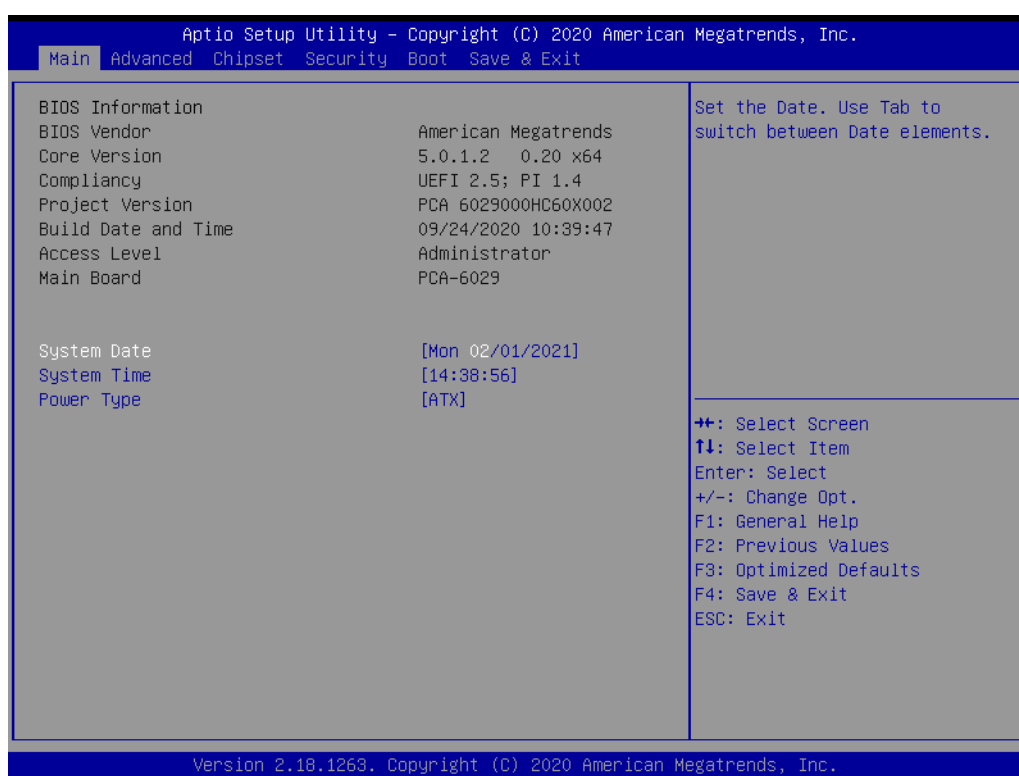 Aptio Setup Utility – Copyright (C) 2020 American Megatrends, Inc.
Main Advanced Chipset Security Boot Save & Exit
BIOS Information
BIOS Vendor American Megatrends
Core Version 5.0.1.2 0.20 x64
Compliancy UEFI 2.5; PI 1.4
Project Version PCA 6029000HC60X002
Build Date and Time 09/24/2020 10:39:47
Access Level Administrator
Main Board PCA-6029
System Date [Mon 02/01/2021]
System Time [14:38:56]
Power Type [ATX]
Set the Date. Use Tab to
switch between Date elements.
→←: Select Screen
↑↓: Select Item
Enter: Select
+/-: Change Opt.
F1: General Help
F2: Previous Values
F3: Optimized Defaults
F4: Save & Exit
ESC: Exit
Version 2.18.1263. Copyright (C) 2020 American Megatrends, Inc.